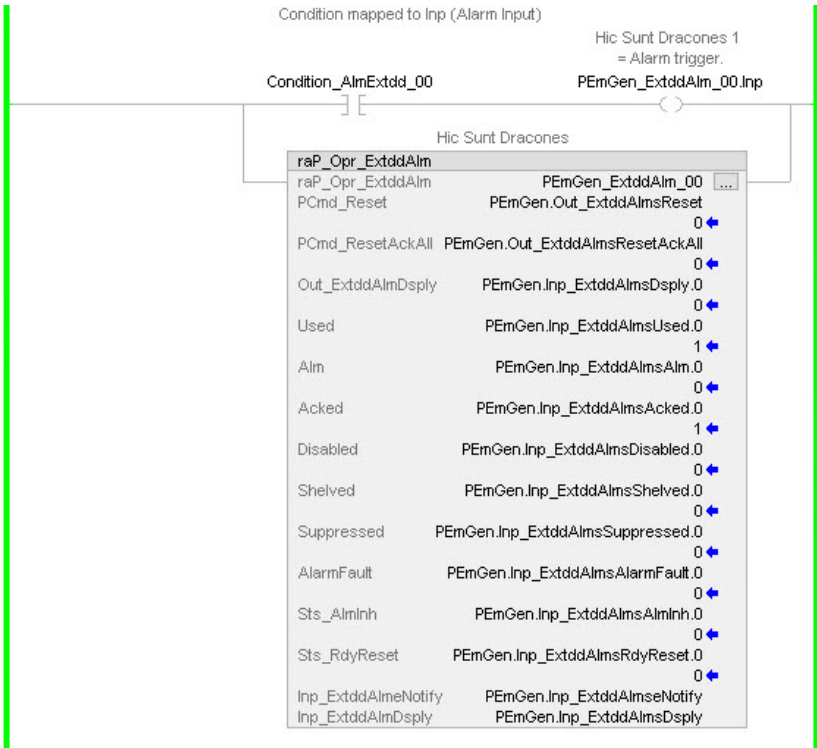 Condition mapped to Inp (Alarm Input)
Hic Sunt Dracones 1
= Alarm trigger.
Condition_AlmExtdd_00 PEmGen_ExtddAlm_00.Inp
Hic Sunt Dracones
raP_Opr_ExtddAlm
raP_Opr_ExtddAlm PEmGen_ExtddAlm_00 ...
PCmd_Reset PEmGen.Out_ExtddAlmsReset
0
PCmd_ResetAckAll PEmGen.Out_ExtddAlmsResetAckAll
0
Out_ExtddAlmDsply PEmGen.Inp_ExtddAlmsDsply.0
0
Used PEmGen.Inp_ExtddAlmsUsed.0
1
Alm PEmGen.Inp_ExtddAlmsAlm.0
0
Acked PEmGen.Inp_ExtddAlmsAcked.0
1
Disabled PEmGen.Inp_ExtddAlmsDisabled.0
0
Shelved PEmGen.Inp_ExtddAlmsShelved.0
0
Suppressed PEmGen.Inp_ExtddAlmsSuppressed.0
0
AlarmFault PEmGen.Inp_ExtddAlmsAlarmFault.0
0
Sts_AlmInh PEmGen.Inp_ExtddAlmsAlmInh.0
0
Sts_RdyReset PEmGen.Inp_ExtddAlmsRdyReset.0
0
Inp_ExtddAlmeNotify PEmGen.Inp_ExtddAlmseNotify
Inp_ExtddAlmDsply PEmGen.Inp_ExtddAlmsDsply